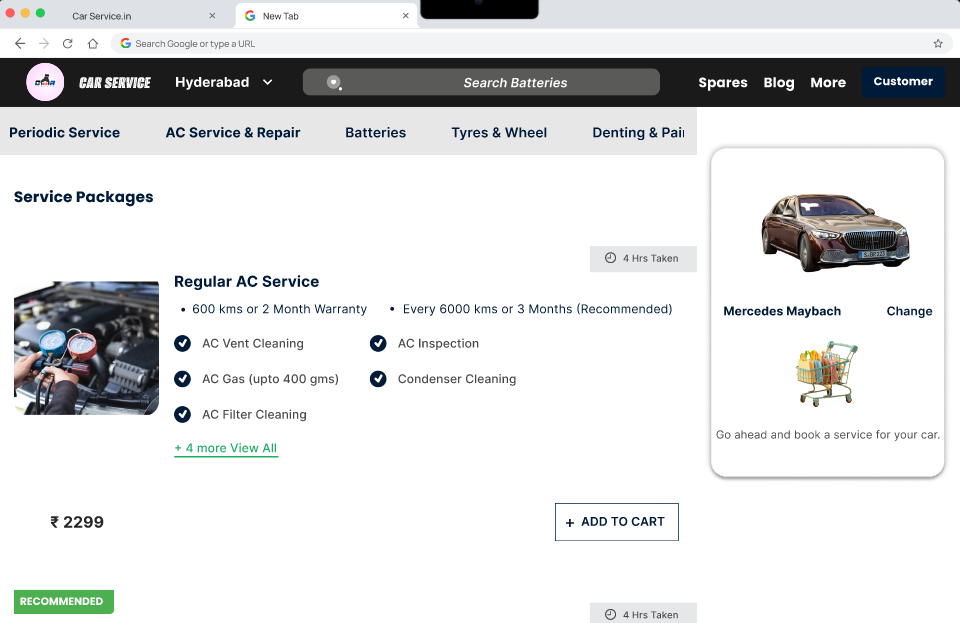 Car Service.in
New Tab
Search Google or type a URL
CAR SERVICE
Hyderabad
Search Batteries
Spares Blog More Customer
Periodic Service AC Service & Repair Batteries Tyres & Wheel Denting &
Service Packages
4 Hrs Taken
Regular AC Service
• 600 kms or 2 Month Warranty • Every 6000 kms or 3 Months (Recommended)
AC Vent Cleaning AC Inspection
AC Gas (upto 400 gms) Condenser Cleaning
AC Filter Cleaning
+ 4 more View All
₹ 2299
+ ADD TO CART
RECOMMENDED
4 Hrs Taken
Mercedes Maybach Change
Go ahead and book a service for your car.